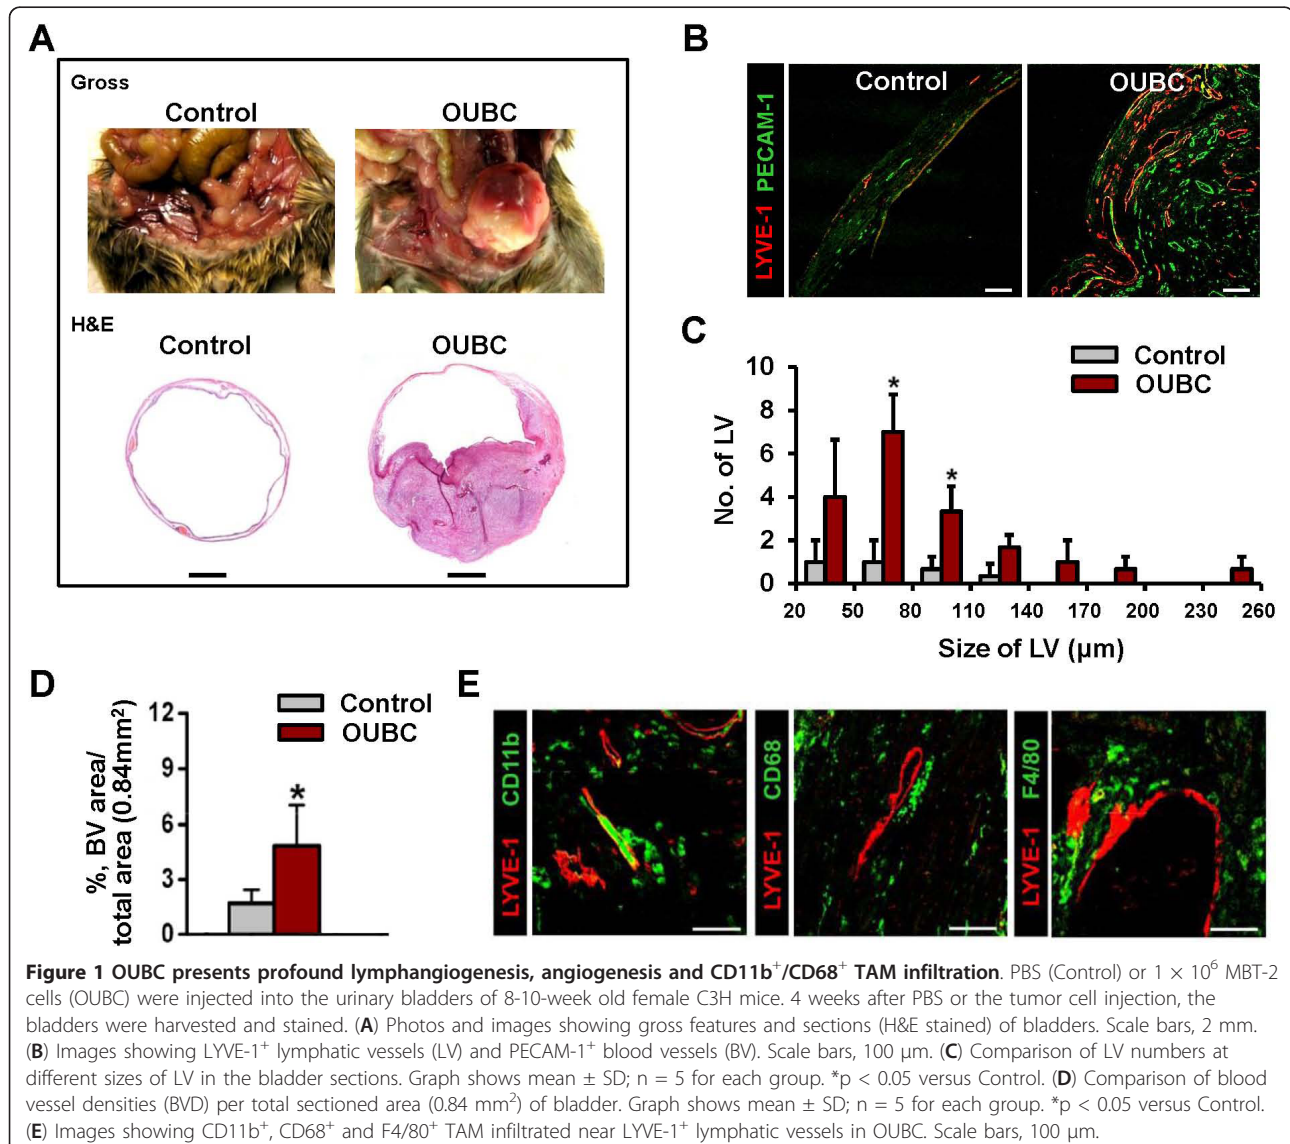 A
Gross
Control
OUBC
H&E
Control
OUBC
B
LYVE-1 PECAM-1
Control
OUBC
C
Control
OUBC
No. of LV
10
8
6
4
2
0
*
*
20 50 80 110 140 170 190 230 260
Size of LV (μm)
D
Control
OUBC
%, BV area/
total area (0.84mm²)
12
9
6
3
0
*
E
LYVE-1 CD11b
LYVE-1 CD68
LYVE-1 F4/80
Figure 1 OUBC presents profound lymphangiogenesis, angiogenesis and CD11b⁺/CD68⁺ TAM infiltration. PBS (Control) or 1 × 10⁶ MBT-2
cells (OUBC) were injected into the urinary bladders of 8-10-week old female C3H mice. 4 weeks after PBS or the tumor cell injection, the
bladders were harvested and stained. (A) Photos and images showing gross features and sections (H&E stained) of bladders. Scale bars, 2 mm.
(B) Images showing LYVE-1⁺ lymphatic vessels (LV) and PECAM-1⁺ blood vessels (BV). Scale bars, 100 μm. (C) Comparison of LV numbers at
different sizes of LV in the bladder sections. Graph shows mean ± SD; n = 5 for each group. *p < 0.05 versus Control. (D) Comparison of blood
vessel densities (BVD) per total sectioned area (0.84 mm²) of bladder. Graph shows mean ± SD; n = 5 for each group. *p < 0.05 versus Control.
(E) Images showing CD11b⁺, CD68⁺ and F4/80⁺ TAM infiltrated near LYVE-1⁺ lymphatic vessels in OUBC. Scale bars, 100 μm.